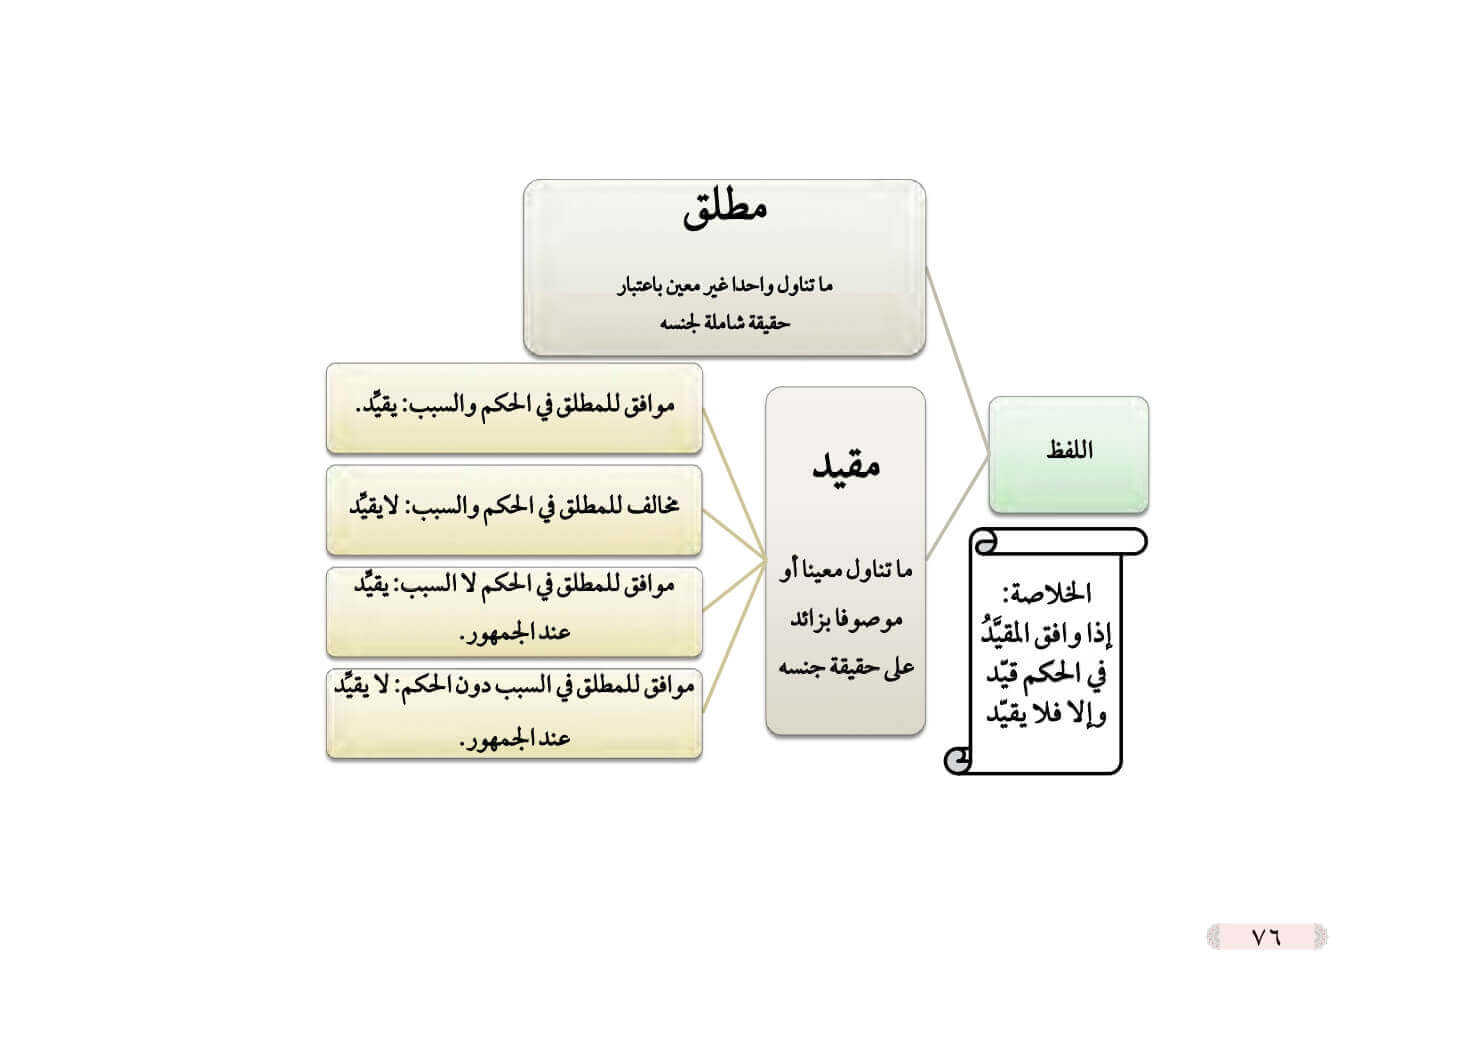 مطلق
ما تناول واحدا غير معين باعتبار
حقيقة شاملة لجنسه
اللفظ
مقيد
ما تناول معينا أو
موصوفا بزائد
على حقيقة جنسه
موافق للمطلق في الحكم والسبب: يقيَّد.
مخالف للمطلق في الحكم والسبب: لا يقيَّد
موافق للمطلق في الحكم لا السبب: يقيَّد
عند الجمهور.
موافق للمطلق في السبب دون الحكم: لا يقيَّد
عند الجمهور.
الخلاصة:
إذا وافق المقيَّدُ
في الحكم قيّد
وإلا فلا يقيّد
٧٦